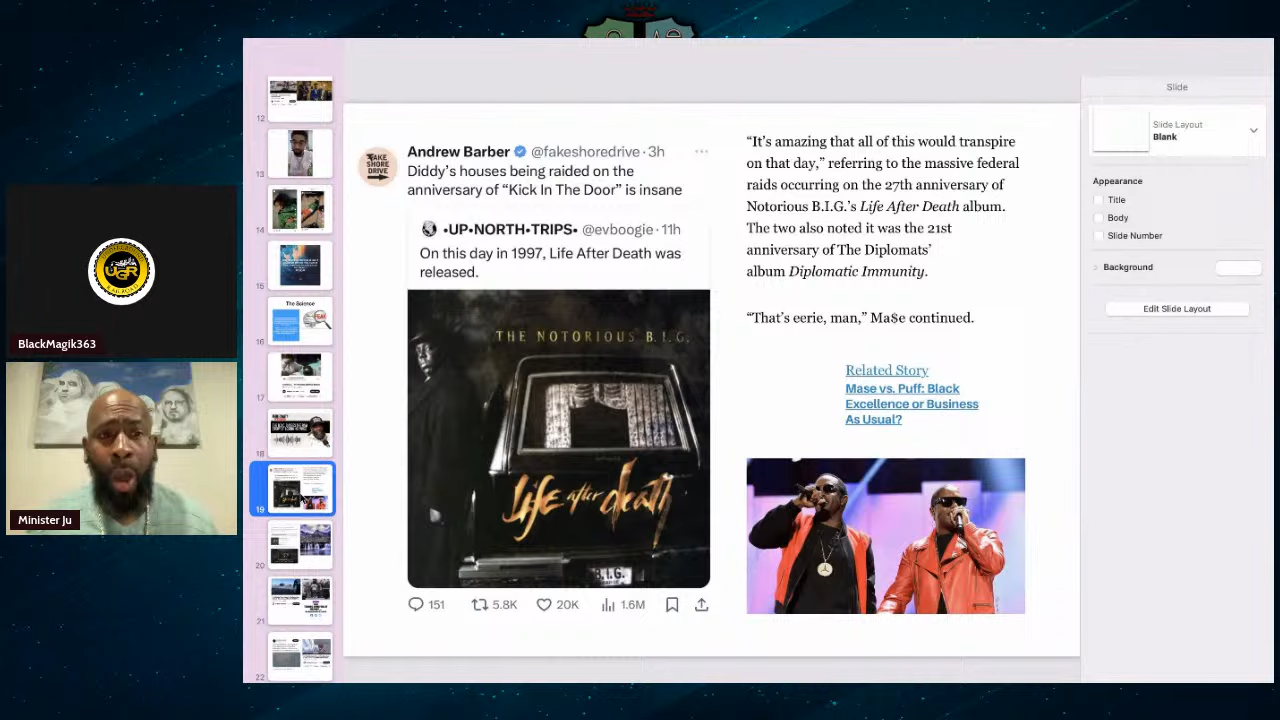 Andrew Barber @fakeshoredrive · 3h
Diddy's houses being raided on the
anniversary of “Kick In The Door” is insane
FAKE
SHORE
DRIVE
•UP•NORTH•TRIPS• @evboogie · 11h
On this day in 1997, Life After Death was
released.
THE NOTORIOUS B.I.G.
life after death
B.I.G.
151
5.8K
20K
1.6M
“It's amazing that all of this would transpire
on that day,” referring to the massive federal
raids occurring on the 27th anniversary of
Notorious B.I.G.'s Life After Death album.
The two also noted it was the 21st
anniversary of The Diplomats'
album Diplomatic Immunity.
“That's eerie, man,” Ma$e continued.
Related Story
Mase vs. Puff: Black
Excellence or Business
As Usual?
Slide
Slide Layout
Blank
Appearance
Title
Body
Slide Number
Background
Edit Slide Layout
12
13
14
15
The Science
16
17
18
19
20
21
22
UGR
RAILROAD
BlackMagik363
Minister Ju